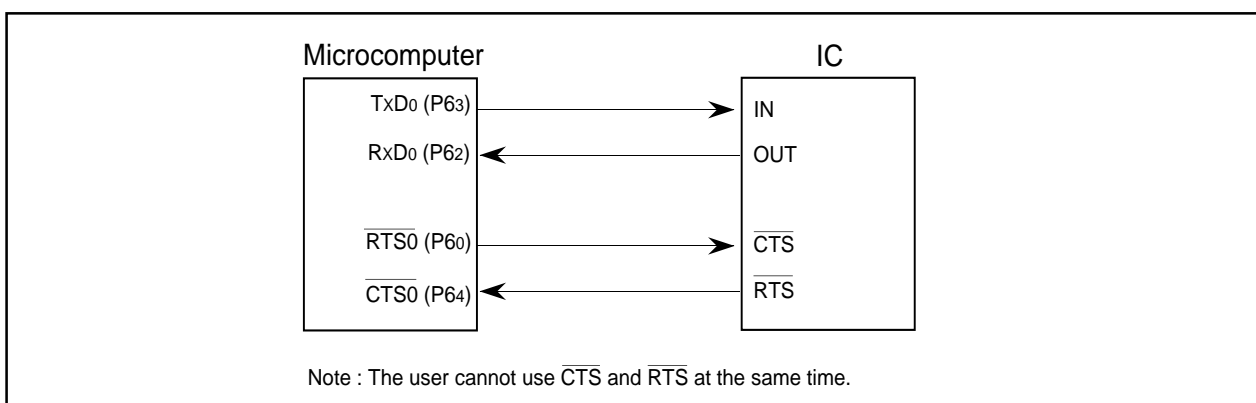 Microcomputer IC
TxD0 (P63) IN
RxD0 (P62) OUT
RTS0 (P60) CTS
CTS0 (P64) RTS
Note : The user cannot use CTS and RTS at the same time.